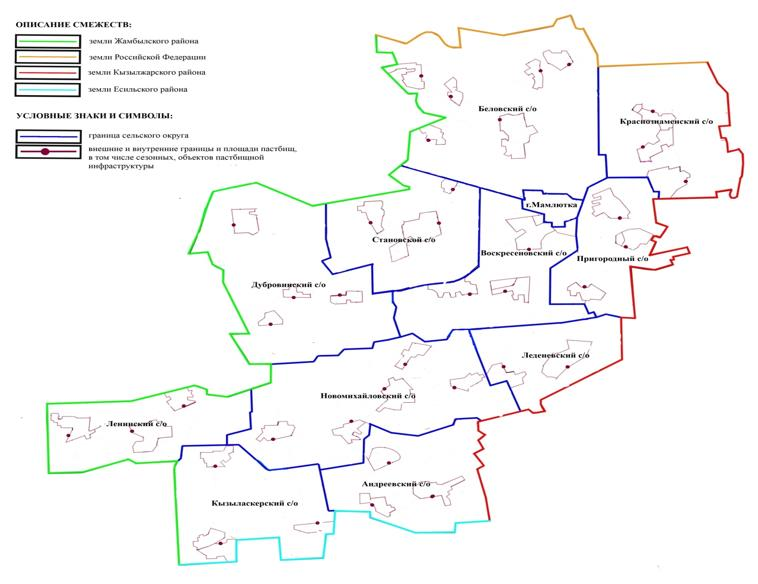 ОПИСАНИЕ СМЕЖЕСТВ:
земли Жамбылского района
земли Российской Федерации
земли Кызылжарского района
земли Есильского района
УСЛОВНЫЕ ЗНАКИ И СИМВОЛЫ:
граница сельского округа
внешние и внутренние границы и площади пастбищ,
в том числе сезонных, объектов пастбищной
инфраструктуры
Беловский с/о
Краснознаменский с/о
г.Мамлютка
Становской с/о
Воскресеновский с/о
Пригородный с/о
Дубровинский с/о
Леденевский с/о
Новомихайловский с/о
Ленинский с/о
Андреевский с/о
Кызыласкерский с/о